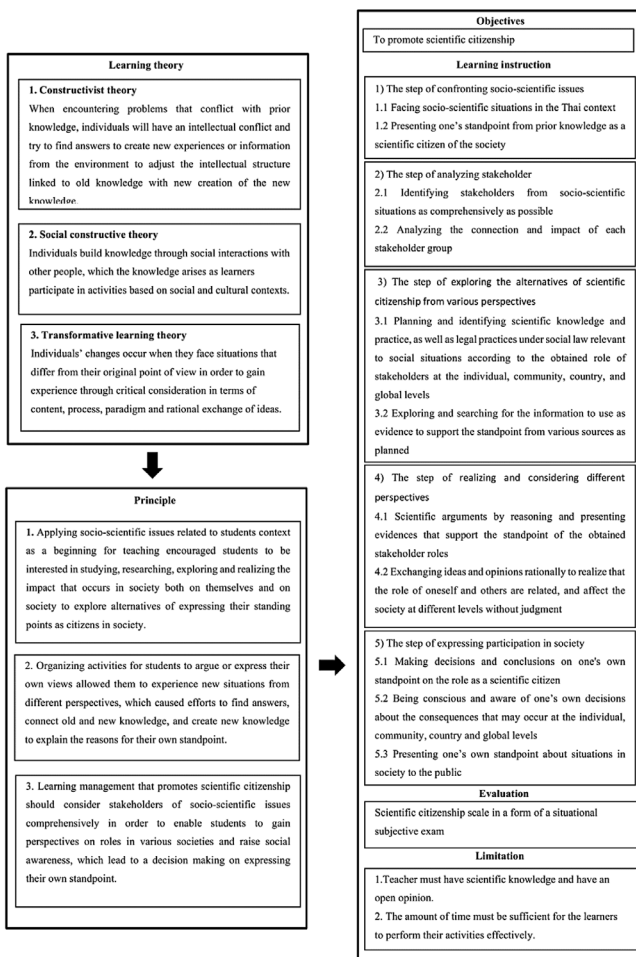 Learning theory
1. Constructivist theory
When encountering problems that conflict with prior
knowledge, individuals will have an intellectual conflict and
try to find answers to create new experiences or information
from the environment to adjust the intellectual structure
linked to old knowledge with new creation of the new
knowledge.
2. Social constructive theory
Individuals build knowledge through social interactions with
other people, which the knowledge arises as learners
participate in activities based on social and cultural contexts.
3. Transformative learning theory
Individuals' changes occur when they face situations that
differ from their original point of view in order to gain
experience through critical consideration in terms of
content, process, paradigm and rational exchange of ideas.
Principle
1. Applying socio-scientific issues related to students context
as a beginning for teaching encouraged students to be
interested in studying, researching, exploring and realizing the
impact that occurs in society both on themselves and on
society to explore alternatives of expressing their standing
points as citizens in society.
2. Organizing activities for students to argue or express their
own views allowed them to experience new situations from
different perspectives, which caused efforts to find answers,
connect old and new knowledge, and create new knowledge
to explain the reasons for their own standpoint.
3. Learning management that promotes scientific citizenship
should consider stakeholders of socio-scientific issues
comprehensively in order to enable students to gain
perspectives on roles in various societies and raise social
awareness, which lead to a decision making on expressing
their own standpoint.
Objectives
To promote scientific citizenship
Learning instruction
1) The step of confronting socio-scientific issues
1.1 Facing socio-scientific situations in the Thai context
1.2 Presenting one's standpoint from prior knowledge as a
scientific citizen of the society
2) The step of analyzing stakeholder
2.1 Identifying stakeholders from socio-scientific
situations as comprehensively as possible
2.2 Analyzing the connection and impact of each
stakeholder group
3) The step of exploring the alternatives of scientific
citizenship from various perspectives
3.1 Planning and identifying scientific knowledge and
practice, as well as legal practices under social law relevant
to social situations according to the obtained role of
stakeholders at the individual, community, country, and
global levels
3.2 Exploring and searching for the information to use as
evidence to support the standpoint from various sources as
planned
4) The step of realizing and considering different
perspectives
4.1 Scientific arguments by reasoning and presenting
evidences that support the standpoint of the obtained
stakeholder roles
4.2 Exchanging ideas and opinions rationally to realize that
the role of oneself and others are related, and affect the
society at different levels without judgment
5) The step of expressing participation in society
5.1 Making decisions and conclusions on one's own
standpoint on the role as a scientific citizen
5.2 Being conscious and aware of one's own decisions
about the consequences that may occur at the individual,
community, country and global levels
5.3 Presenting one's own standpoint about situations in
society to the public
Evaluation
Scientific citizenship scale in a form of a situational
subjective exam
Limitation
1.Teacher must have scientific knowledge and have an
open opinion.
2. The amount of time must be sufficient for the learners
to perform their activities effectively.